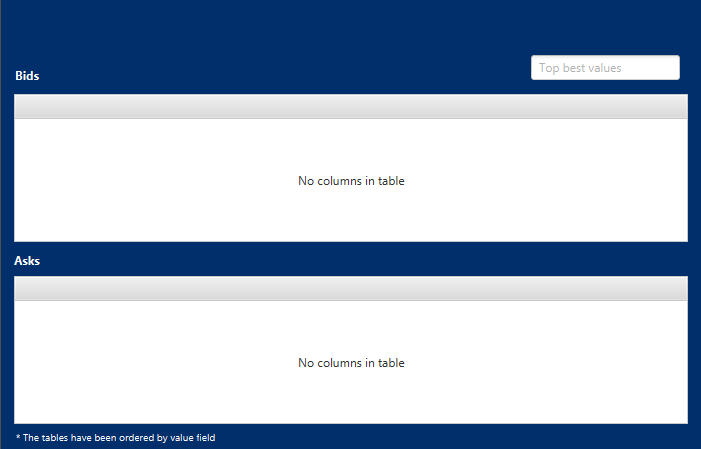 Top best values
Bids
No columns in table
Asks
No columns in table
* The tables have been ordered by value field